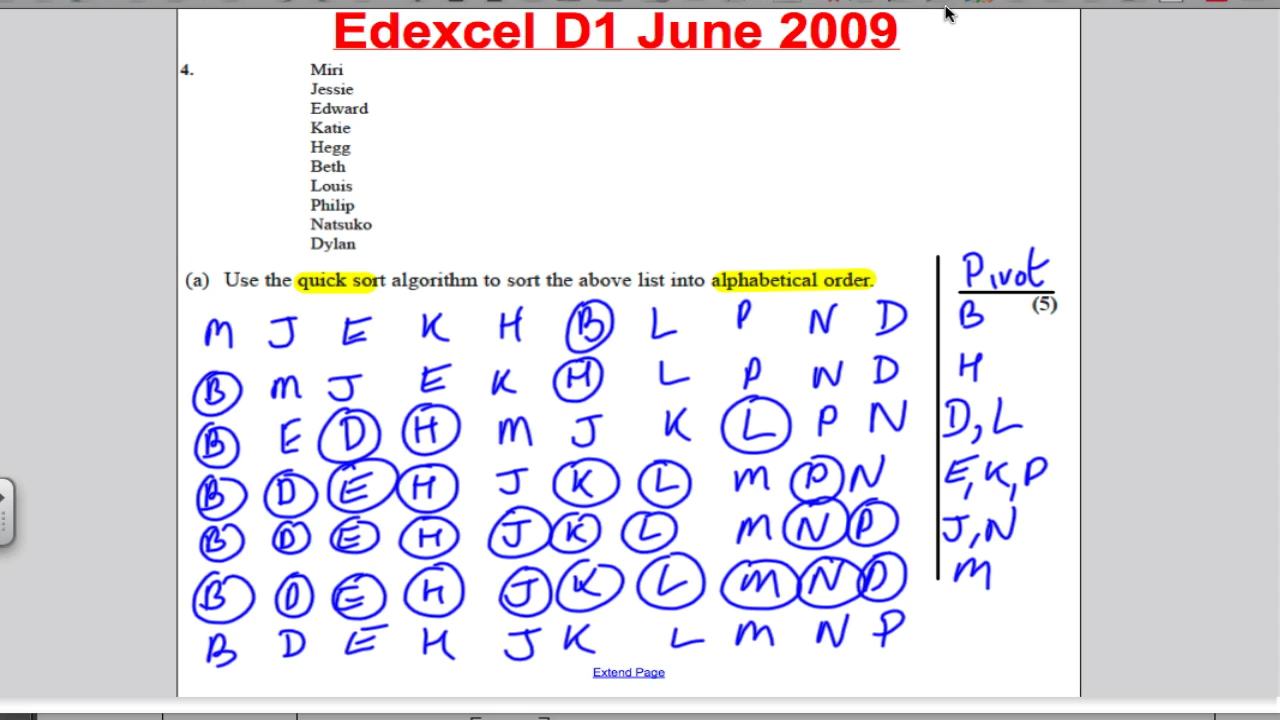 Edexcel D1 June 2009
4.
Miri
Jessie
Edward
Katie
Hegg
Beth
Louis
Philip
Natsuko
Dylan
(a) Use the quick sort algorithm to sort the above list into alphabetical order.
Pivot
(5)
M J E K H B L P N D B
B M J E K H L P N D H
B E D H M J K L P N D, L
B D E H J K L M P N E, K, P
B D E H J K L M N P J, N
B D E H J K L M N P M
B D E H J K L M N P
Extend Page